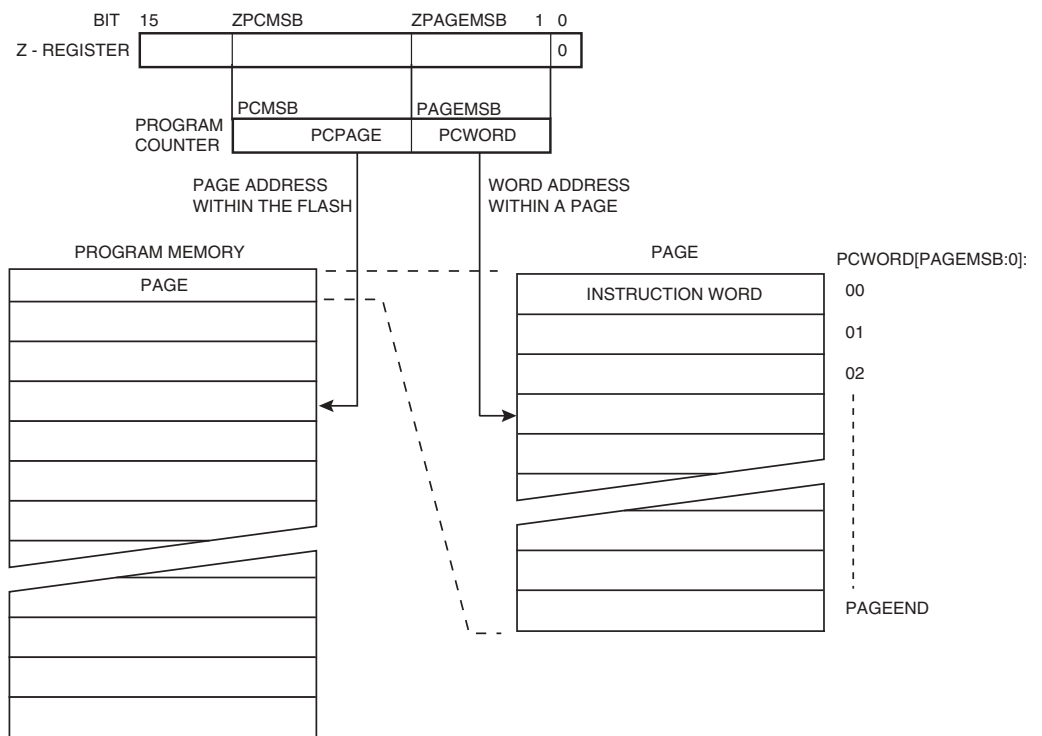 BIT 15 ZPCMSB ZPAGEMSB 1 0
Z - REGISTER 0
PCMSB PAGEMSB
PROGRAM
COUNTER
PCPAGE PCWORD
PAGE ADDRESS
WITHIN THE FLASH
WORD ADDRESS
WITHIN A PAGE
PROGRAM MEMORY
PAGE
PAGE
INSTRUCTION WORD
PCWORD[PAGEMSB:0]:
00
01
02
PAGEEND